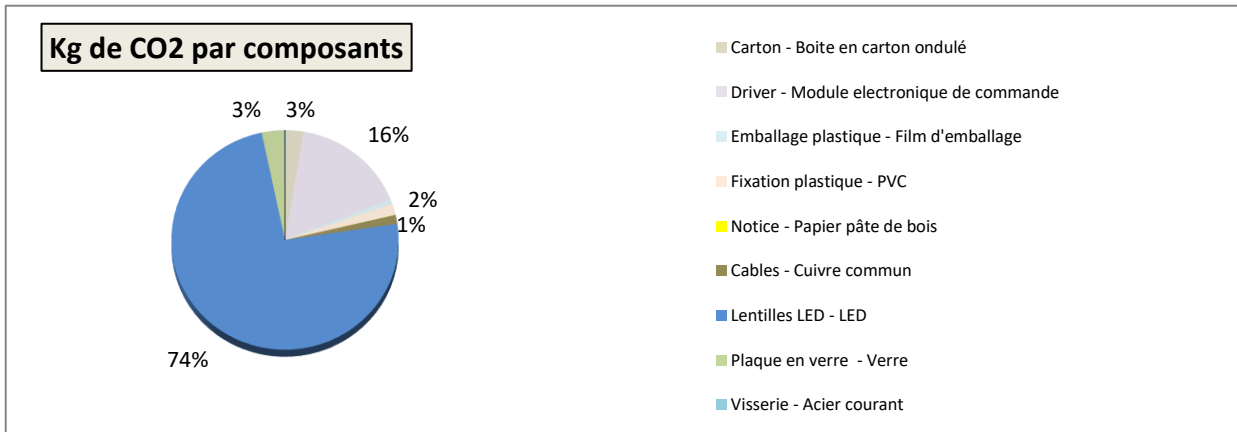 Kg de CO2 par composants
3%
3%
16%
2%
1%
74%
Carton - Boite en carton ondulé
Driver - Module electronique de commande
Emballage plastique - Film d'emballage
Fixation plastique - PVC
Notice - Papier pâte de bois
Cables - Cuivre commun
Lentilles LED - LED
Plaque en verre - Verre
Visserie - Acier courant